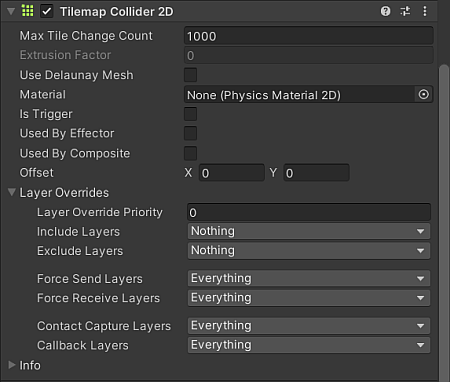 Tilemap Collider 2D
Max Tile Change Count 1000
Extrusion Factor 0
Use Delaunay Mesh
Material None (Physics Material 2D)
Is Trigger
Used By Effector
Used By Composite
Offset X 0 Y 0
Layer Overrides
Layer Override Priority 0
Include Layers Nothing
Exclude Layers Nothing
Force Send Layers Everything
Force Receive Layers Everything
Contact Capture Layers Everything
Callback Layers Everything
Info